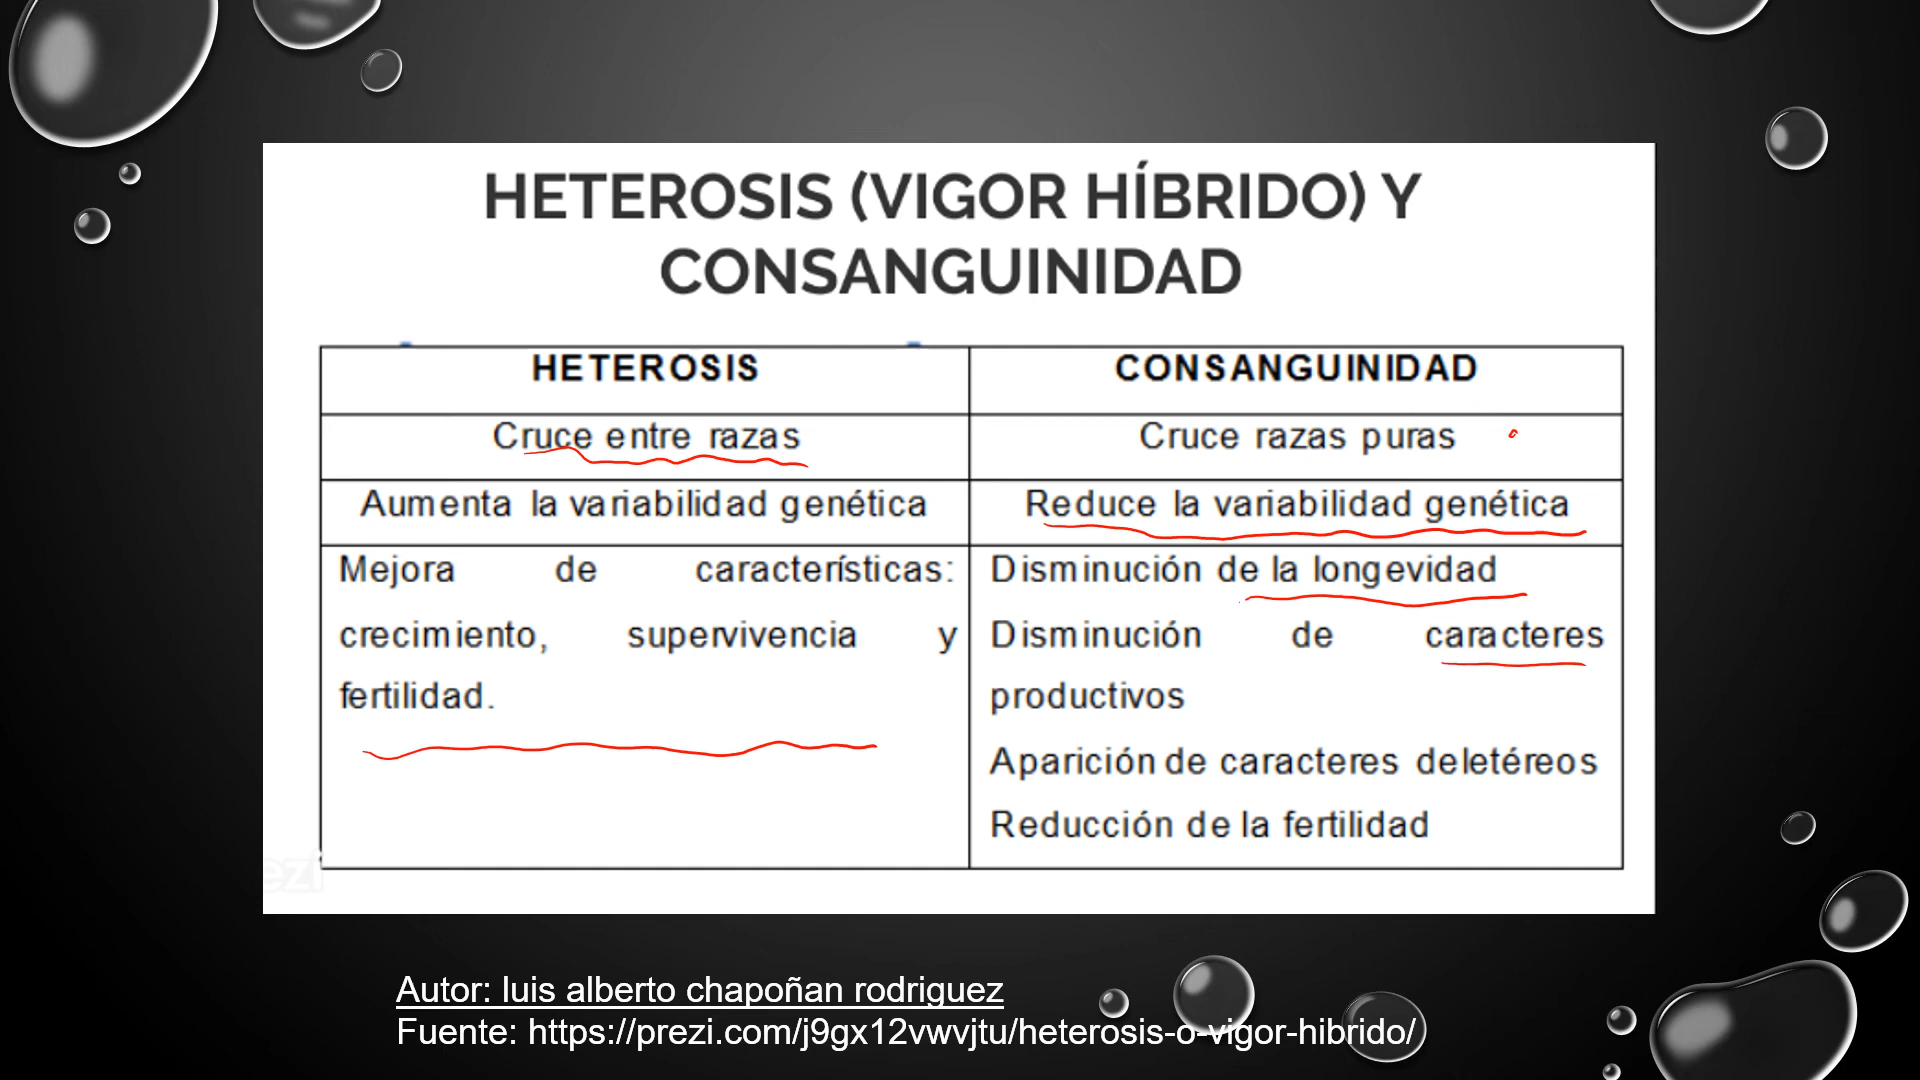 HETEROSIS (VIGOR HÍBRIDO) Y
CONSANGUINIDAD
HETEROSIS
CONSANGUINIDAD
Cruce entre razas
Cruce razas puras
Aumenta la variabilidad genética
Reduce la variabilidad genética
Mejora de características:
crecimiento, supervivencia y
fertilidad.
Disminución de la longevidad
Disminución de caracteres
productivos
Aparición de caracteres deletéreos
Reducción de la fertilidad
ezi
Autor: luis alberto chapoñan rodriguez
Fuente: https://prezi.com/j9gx12vwvjtu/heterosis-o-vigor-hibrido/